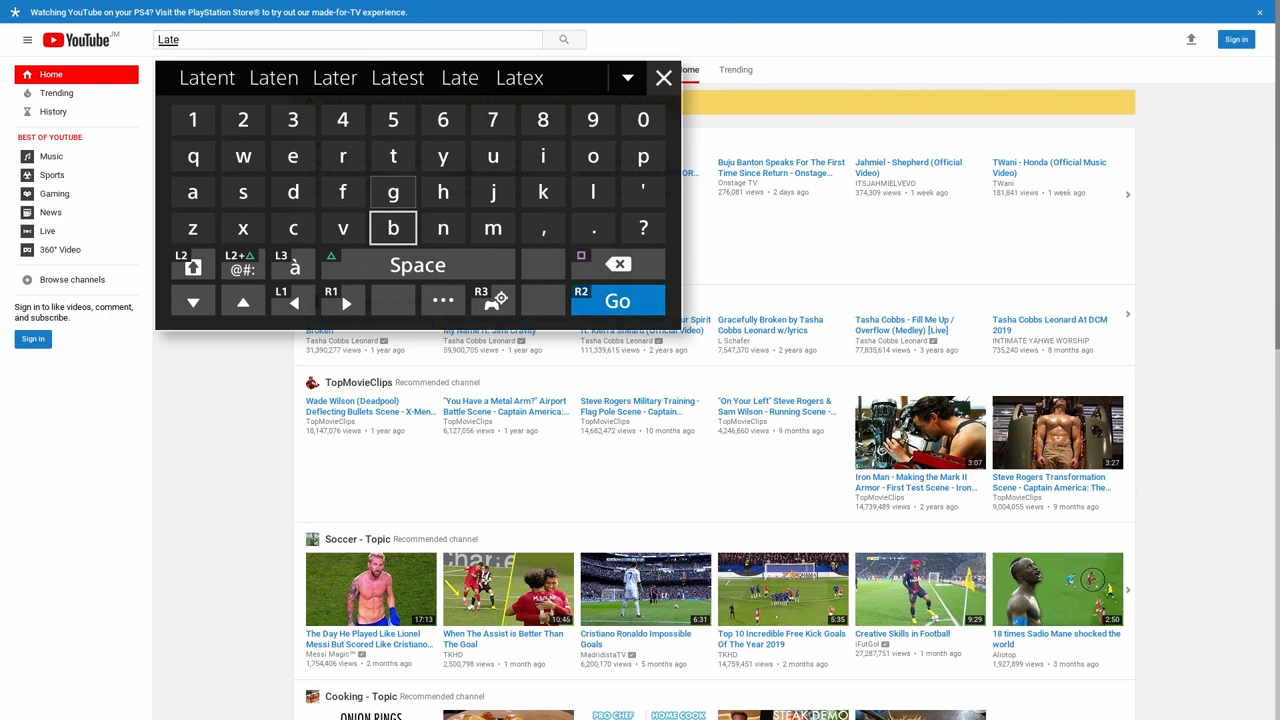 Watching YouTube on your PS4? Visit the PlayStation Store® to try out our made-for-TV experience.
×
YouTube JM
Late
Sign in
Latent Laten Later Latest Late Latex
Trending
1 2 3 4 5 6 7 8 9 0
q w e r t y u i o p
a s d f g h j k l '
z x c v b n m , . ?
L2 L2+△ @#: L3 à △ Space
L1 R1 ... R3 R2 Go
Home
Trending
History
BEST OF YOUTUBE
Music
Sports
Gaming
News
Live
360° Video
Browse channels
Sign in to like videos, comment,
and subscribe.
Sign in
Buju Banton Speaks For The First
Time Since Return - Onstage...
Onstage TV
276,081 views • 2 days ago
Jahmiel - Shepherd (Official
Video)
ITSJAHMIELVEVO
374,309 views • 1 week ago
TWani - Honda (Official Music
Video)
TWani
181,841 views • 1 week ago
Tasha Cobbs Leonard
31,390,277 views • 1 year ago
Tasha Cobbs Leonard
59,900,705 views • 1 year ago
ur Spirit
ft. Kierra Sheard (Official Video)
Tasha Cobbs Leonard
111,339,615 views • 2 years ago
Gracefully Broken by Tasha
Cobbs Leonard w/lyrics
L Schafer
7,547,370 views • 2 years ago
Tasha Cobbs - Fill Me Up /
Overflow (Medley) [Live]
Tasha Cobbs Leonard
77,835,614 views • 3 years ago
Tasha Cobbs Leonard At DCM
2019
INTIMATE YAHWE WORSHIP
735,240 views • 8 months ago
TopMovieClips Recommended channel
Wade Wilson (Deadpool)
Deflecting Bullets Scene - X-Men...
TopMovieClips
18,147,076 views • 1 year ago
"You Have a Metal Arm?" Airport
Battle Scene - Captain America:...
TopMovieClips
6,127,056 views • 1 year ago
Steve Rogers Military Training -
Flag Pole Scene - Captain...
TopMovieClips
14,682,472 views • 10 months ago
"On Your Left" Steve Rogers &
Sam Wilson - Running Scene -...
TopMovieClips
4,246,660 views • 9 months ago
3:07
Iron Man - Making the Mark II
Armor - First Test Scene - Iron...
TopMovieClips
14,739,489 views • 2 years ago
3:27
Steve Rogers Transformation
Scene - Captain America: The...
TopMovieClips
9,004,055 views • 9 months ago
Soccer - Topic Recommended channel
17:13
The Day He Played Like Lionel
Messi But Scored Like Cristiano...
Messi Magic™
1,754,406 views • 2 months ago
10:45
When The Assist is Better Than
The Goal
TKHD
2,500,798 views • 1 month ago
6:31
Cristiano Ronaldo Impossible
Goals
MadridistaTV
6,200,170 views • 5 months ago
5:35
Top 10 Incredible Free Kick Goals
Of The Year 2019
TKHD
14,759,451 views • 2 months ago
9:29
Creative Skills in Football
iFutGol
27,287,751 views • 1 month ago
2:50
18 times Sadio Mane shocked the
world
Aliotop
1,927,899 views • 3 months ago
Cooking - Topic Recommended channel
ONION RINGS
PRO CHEF HOME COOK
STEAK DEMO